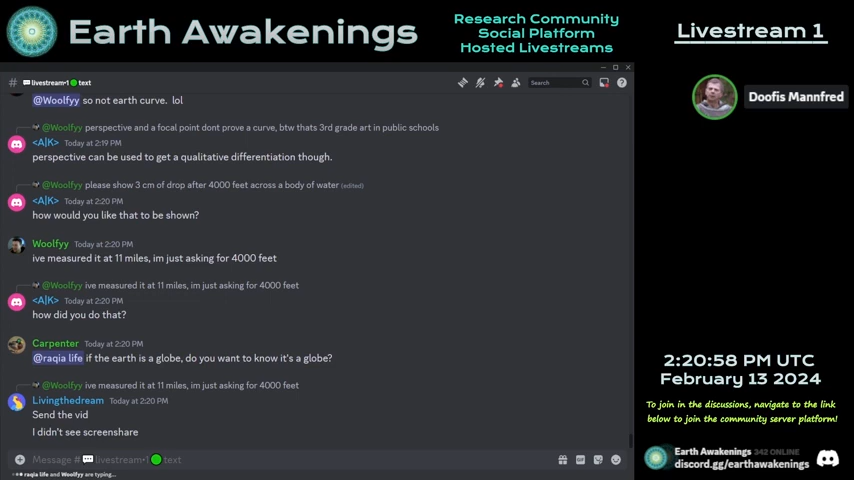 Earth Awakenings
Research Community
Social Platform
Hosted Livestreams
Livestream 1
# livestream•1 text
Search
@Woolfyy so not earth curve. lol
@Woolfyy perspective and a focal point dont prove a curve, btw thats 3rd grade art in public schools
<A|K> Today at 2:19 PM
perspective can be used to get a qualitative differentiation though.
@Woolfyy please show 3 cm of drop after 4000 feet across a body of water (edited)
<A|K> Today at 2:20 PM
how would you like that to be shown?
Woolfyy Today at 2:20 PM
ive measured it at 11 miles, im just asking for 4000 feet
@Woolfyy ive measured it at 11 miles, im just asking for 4000 feet
<A|K> Today at 2:20 PM
how did you do that?
Carpenter Today at 2:20 PM
@raqia life if the earth is a globe, do you want to know it's a globe?
@Woolfyy ive measured it at 11 miles, im just asking for 4000 feet
Livingthedream Today at 2:20 PM
Send the vid
I didn't see screenshare
Message # livestream•1 text
GIF
raqia life and Woolfyy are typing...
Doofis Mannfred
2:20:58 PM UTC
February 13 2024
To join in the discussions, navigate to the link
below to join the community server platform!
Earth Awakenings 342 ONLINE
discord.gg/earthawakenings